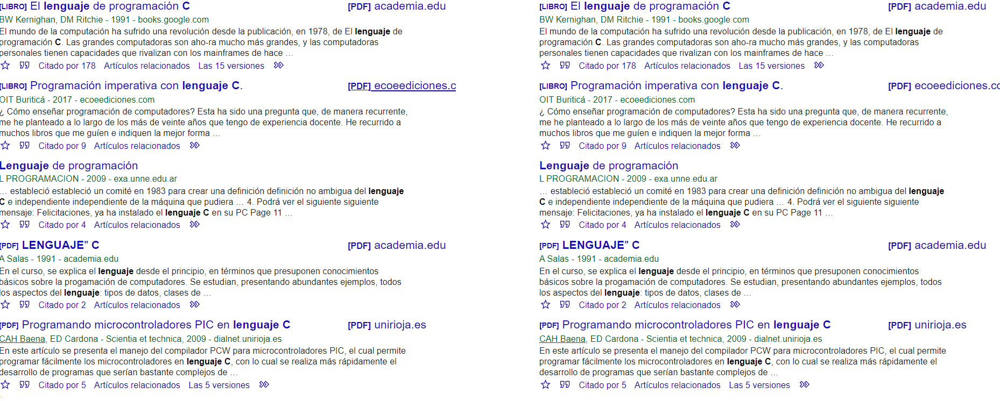 [LIBRO] El lenguaje de programación C [PDF] academia.edu
BW Kernighan, DM Ritchie - 1991 - books.google.com
El mundo de la computación ha sufrido una revolución desde la publicación, en 1978, de El lenguaje de
programación C. Las grandes computadoras son aho-ra mucho más grandes, y las computadoras
personales tienen capacidades que rivalizan con los mainframes de hace …
Citado por 178 Artículos relacionados Las 15 versiones
[LIBRO] Programación imperativa con lenguaje C. [PDF] ecoeediciones.c
OIT Buriticá - 2017 - ecoeediciones.com
¿ Cómo enseñar programación de computadores? Esta ha sido una pregunta que, de manera recurrente,
me he planteado a lo largo de los más de veinte años que tengo de experiencia docente. He recurrido a
muchos libros que me guíen e indiquen la mejor forma …
Citado por 9 Artículos relacionados
Lenguaje de programación
L PROGRAMACION - 2009 - exa.unne.edu.ar
… estableció estableció un comité en 1983 para crear una definición definición no ambigua del lenguaje
C e independiente independiente de la máquina que pudiera … 4. Podrá ver el siguiente siguiente
mensaje: Felicitaciones, ya ha instalado el lenguaje C en su PC Page 11 …
Citado por 4 Artículos relacionados
[PDF] LENGUAJE" C [PDF] academia.edu
A Salas - 1991 - academia.edu
En el curso, se explica el lenguaje desde el principio, en términos que presuponen conocimientos
básicos sobre la progamación de computadores. Se estudian, presentando abundantes ejemplos, todos
los aspectos del lenguaje: tipos de datos, clases de …
Citado por 2 Artículos relacionados
[PDF] Programando microcontroladores PIC en lenguaje C [PDF] unirioja.es
CAH Baena, ED Cardona - Scientia et technica, 2009 - dialnet.unirioja.es
En este artículo se presenta el manejo del compilador PCW para microcontroladores PIC, el cual permite
programar fácilmente los microcontroladores en lenguaje C, con lo cual se realiza más rápidamente el
desarrollo de programas que serían bastante complejos de …
Citado por 5 Artículos relacionados Las 5 versiones
[LIBRO] El lenguaje de programación C [PDF] academia.edu
BW Kernighan, DM Ritchie - 1991 - books.google.com
El mundo de la computación ha sufrido una revolución desde la publicación, en 1978, de El lenguaje de
programación C. Las grandes computadoras son aho-ra mucho más grandes, y las computadoras
personales tienen capacidades que rivalizan con los mainframes de hace …
Citado por 178 Artículos relacionados Las 15 versiones
[LIBRO] Programación imperativa con lenguaje C. [PDF] ecoeediciones.co
OIT Buriticá - 2017 - ecoeediciones.com
¿ Cómo enseñar programación de computadores? Esta ha sido una pregunta que, de manera recurrente,
me he planteado a lo largo de los más de veinte años que tengo de experiencia docente. He recurrido a
muchos libros que me guíen e indiquen la mejor forma …
Citado por 9 Artículos relacionados
Lenguaje de programación
L PROGRAMACION - 2009 - exa.unne.edu.ar
… estableció estableció un comité en 1983 para crear una definición definición no ambigua del lenguaje
C e independiente independiente de la máquina que pudiera … 4. Podrá ver el siguiente siguiente
mensaje: Felicitaciones, ya ha instalado el lenguaje C en su PC Page 11 …
Citado por 4 Artículos relacionados
[PDF] LENGUAJE" C [PDF] academia.edu
A Salas - 1991 - academia.edu
En el curso, se explica el lenguaje desde el principio, en términos que presuponen conocimientos
básicos sobre la progamación de computadores. Se estudian, presentando abundantes ejemplos, todos
los aspectos del lenguaje: tipos de datos, clases de …
Citado por 2 Artículos relacionados
[PDF] Programando microcontroladores PIC en lenguaje C [PDF] unirioja.es
CAH Baena, ED Cardona - Scientia et technica, 2009 - dialnet.unirioja.es
En este artículo se presenta el manejo del compilador PCW para microcontroladores PIC, el cual permite
programar fácilmente los microcontroladores en lenguaje C, con lo cual se realiza más rápidamente el
desarrollo de programas que serían bastante complejos de …
Citado por 5 Artículos relacionados Las 5 versiones